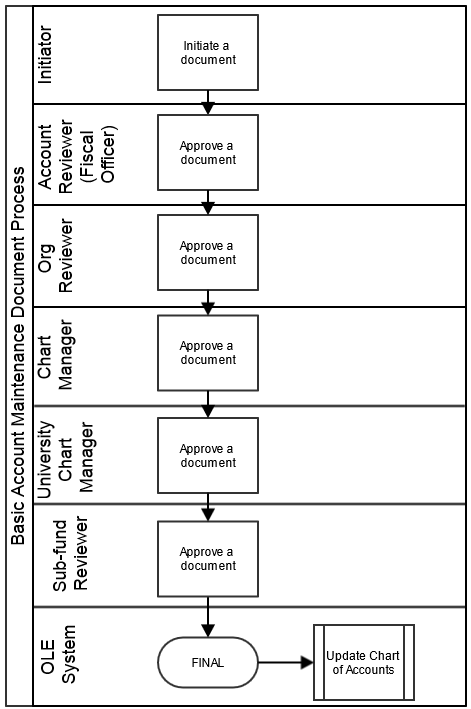 Basic Account Maintenance Document Process
Initiator
Initiate a
document
Account
Reviewer
(Fiscal
Officer)
Approve a
document
Org
Reviewer
Approve a
document
Chart
Manager
Approve a
document
University
Chart
Manager
Approve a
document
Sub-fund
Reviewer
Approve a
document
OLE
System
FINAL
Update Chart
of Accounts